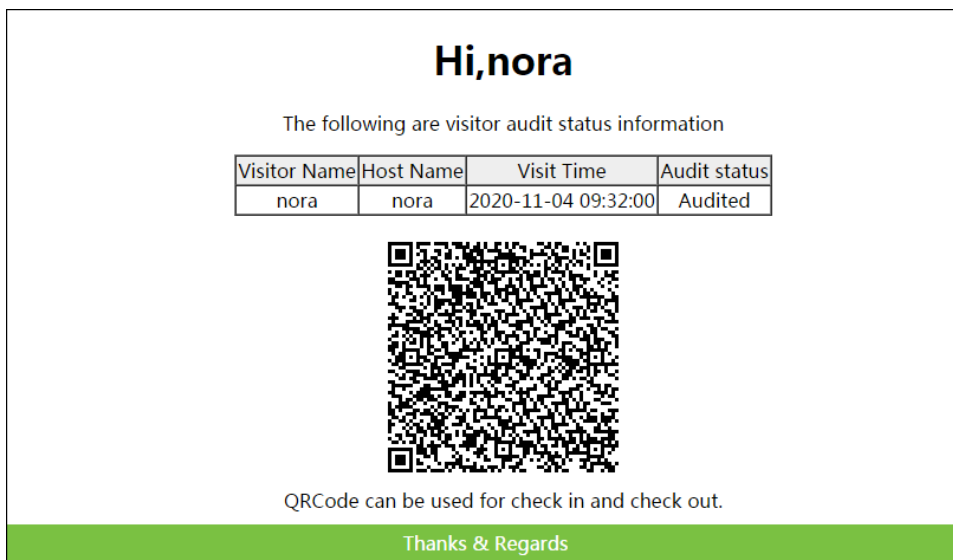 Hi,nora
The following are visitor audit status information
Visitor Name Host Name Visit Time Audit status
nora nora 2020-11-04 09:32:00 Audited
QRCode can be used for check in and check out.
Thanks & Regards